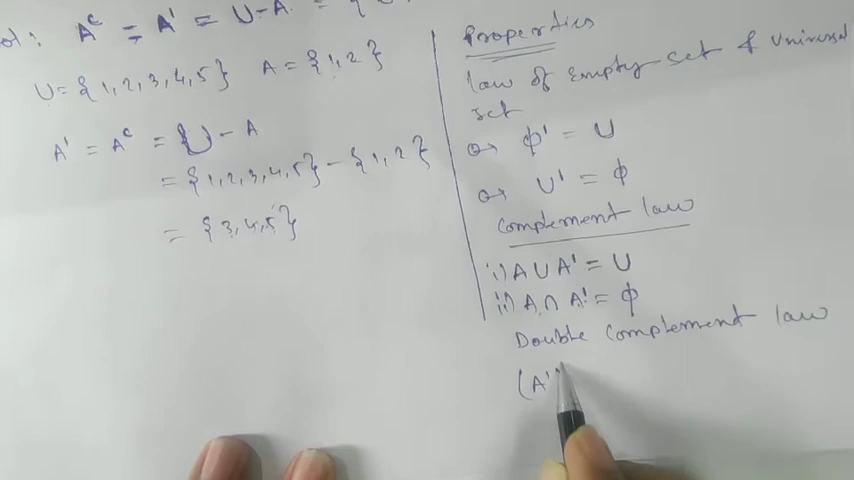 ol: A^c = A' = U-A. = {
U = {1,2,3,4,5} A = {1,2}
A' = A^c = U - A
= {1,2,3,4,5} - {1,2}
= {3,4,5}
Properties
law of Empty set & Universal
set
ϕ' = U
U' = ϕ
Complement law
i) A ∪ A' = U
ii) A ∩ A' = ϕ
Double complement law
(A'